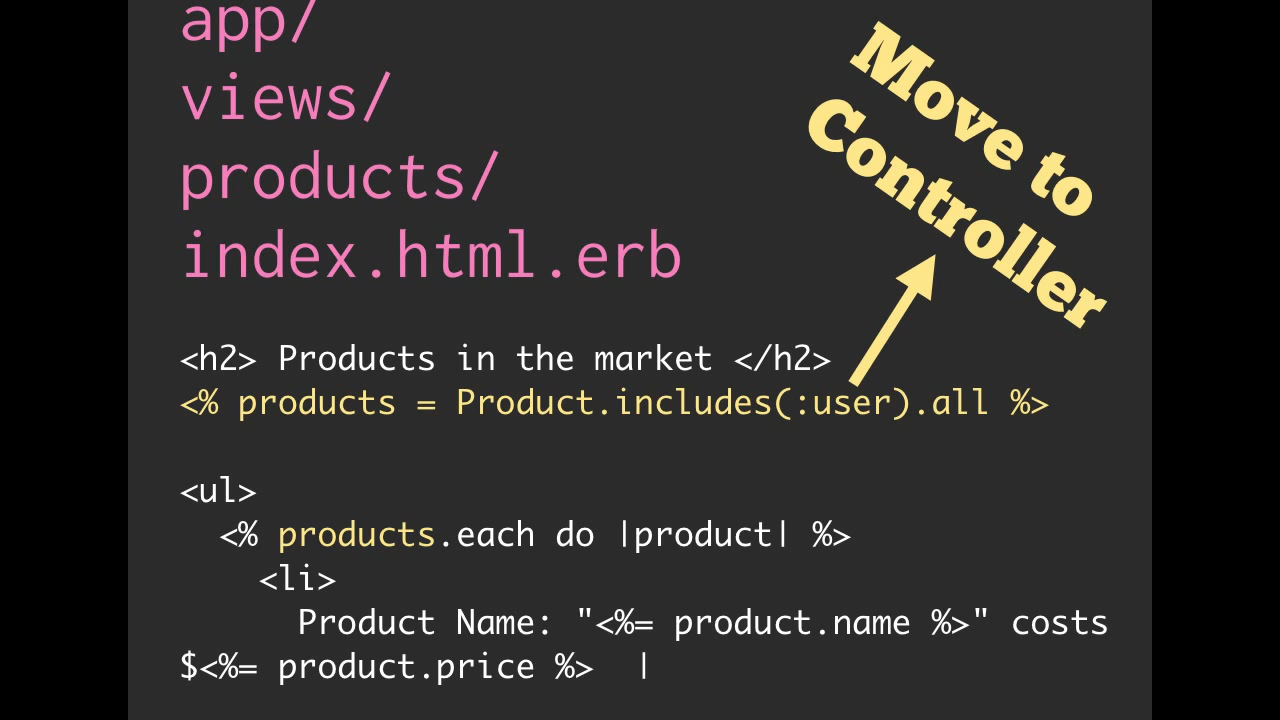 app/
views/
products/
index.html.erb
Move to
Controller
<h2> Products in the market </h2>
<% products = Product.includes(:user).all %>
<ul>
  <% products.each do |product| %>
    <li>
      Product Name: "<%= product.name %>" costs
$<%= product.price %>  |